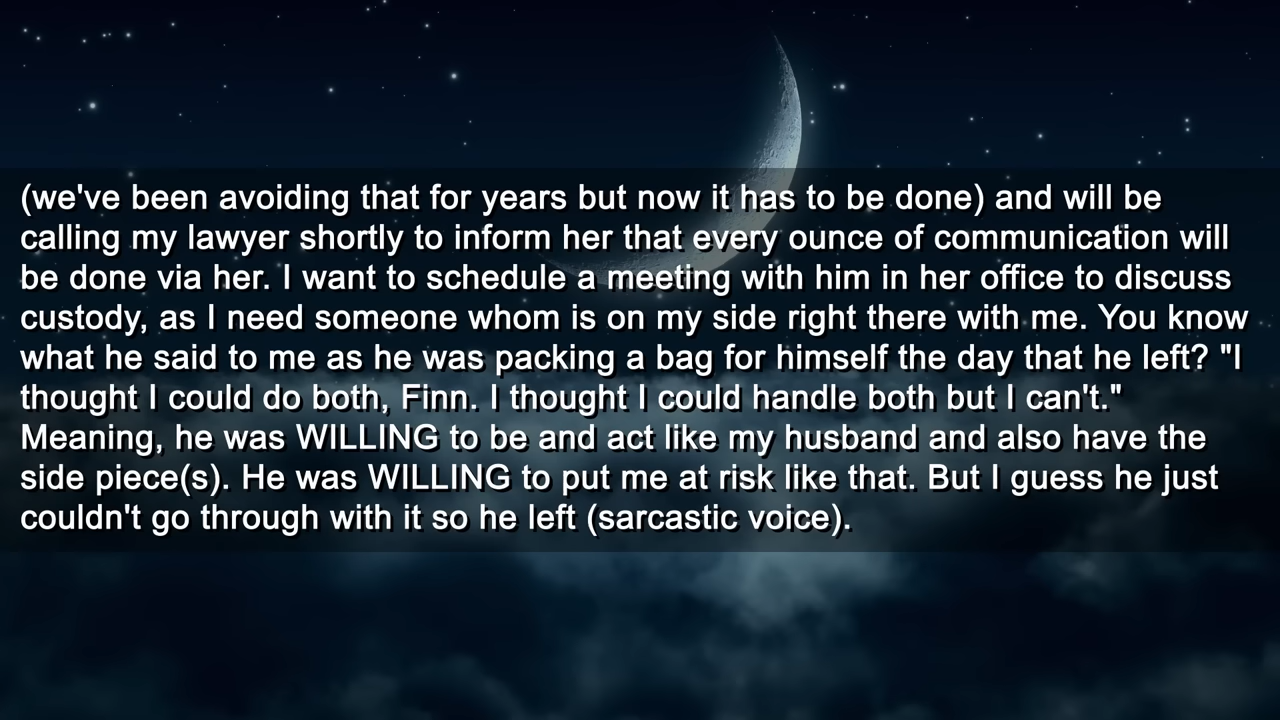 (we've been avoiding that for years but now it has to be done) and will be
calling my lawyer shortly to inform her that every ounce of communication will
be done via her. I want to schedule a meeting with him in her office to discuss
custody, as I need someone whom is on my side right there with me. You know
what he said to me as he was packing a bag for himself the day that he left? "I
thought I could do both, Finn. I thought I could handle both but I can't."
Meaning, he was WILLING to be and act like my husband and also have the
side piece(s). He was WILLING to put me at risk like that. But I guess he just
couldn't go through with it so he left (sarcastic voice).